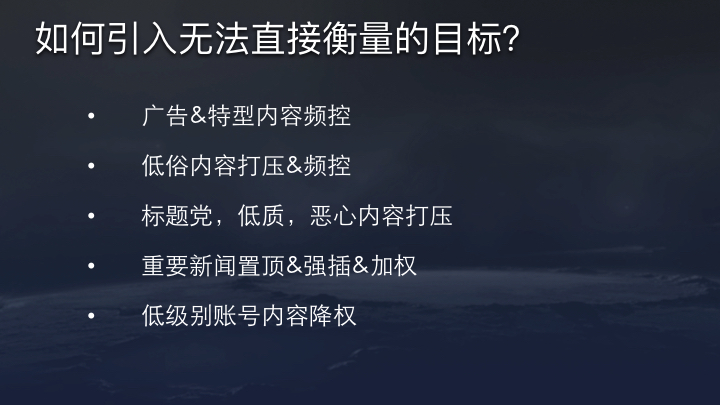 如何引入无法直接衡量的目标?
• 广告&特型内容频控
• 低俗内容打压&频控
• 标题党，低质，恶心内容打压
• 重要新闻置顶&强插&加权
• 低级别账号内容降权